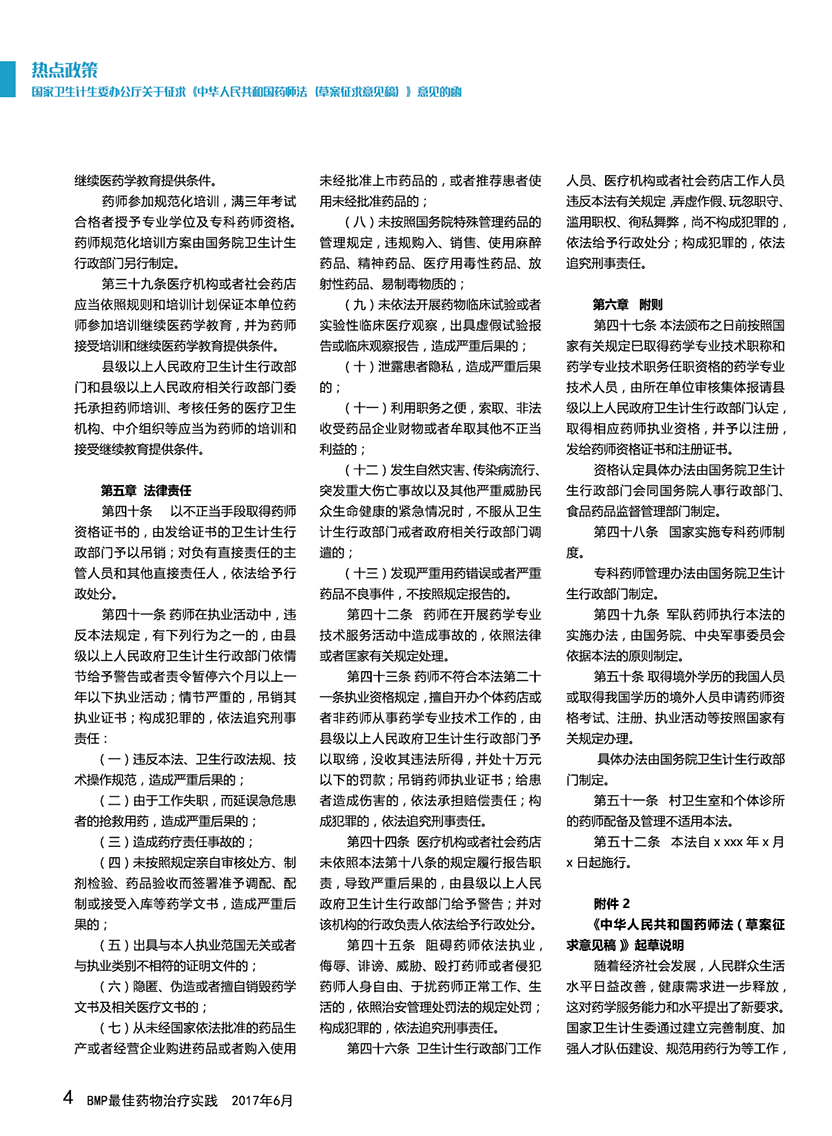 热点政策
国家卫生计生委办公厅关于征求《中华人民共和国药师法（草案征求意见稿）》意见的函
继续医药学教育提供条件。
药师参加规范化培训，满三年考试
合格者授予专业学位及专科药师资格。
药师规范化培训方案由国务院卫生计生
行政部门另行制定。
第三十九条医疗机构或者社会药店
应当依照规则和培训计划保证本单位药
师参加培训继续医药学教育，并为药师
接受培训和继续医药学教育提供条件。
县级以上人民政府卫生计生行政部
门和县级以上人民政府相关行政部门委
托承担药师培训、考核任务的医疗卫生
机构、中介组织等应当为药师的培训和
接受继续教育提供条件。
第五章 法律责任
第四十条 以不正当手段取得药师
资格证书的，由发给证书的卫生计生行
政部门予以吊销；对负有直接责任的主
管人员和其他直接责任人，依法给予行
政处分。
第四十一条 药师在执业活动中，违
反本法规定，有下列行为之一的，由县
级以上人民政府卫生计生行政部门依情
节给予警告或者责令暂停六个月以上一
年以下执业活动；情节严重的，吊销其
执业证书；构成犯罪的，依法追究刑事
责任：
（一）违反本法、卫生行政法规、技
术操作规范，造成严重后果的；
（二）由于工作失职，而延误急危患
者的抢救用药，造成严重后果的；
（三）造成药疗责任事故的；
（四）未按照规定亲自审核处方、制
剂检验、药品验收而签署准予调配、配
制或接受入库等药学文书，造成严重后
果的；
（五）出具与本人执业范国无关或者
与执业类别不相符的证明文件的；
（六）隐匿、伪造或者擅自销毁药学
文书及相关医疗文书的；
（七）从未经国家依法批准的药品生
产或者经营企业购进药品或者购入使用
未经批准上市药品的，或者推荐患者使
用未经批准药品的；
（八）未按照国务院特殊管理药品的
管理规定，违规购入、销售、使用麻醉
药品、精神药品、医疗用毒性药品、放
射性药品、易制毒物质的；
（九）未依法开展药物临床试验或者
实验性临床医疗观察，出具虚假试验报
告或临床观察报告，造成严重后果的；
（十）泄露患者隐私，造成严重后果
的；
（十一）利用职务之便，索取、非法
收受药品企业财物或者牟取其他不正当
利益的；
（十二）发生自然灾害、传染病流行、
突发重大伤亡事故以及其他严重威胁民
众生命健康的紧急情况时，不服从卫生
计生行政部门戒者政府相关行政部门调
遣的；
（十三）发现严重用药错误或者严重
药品不良事件，不按照规定报告的。
第四十二条 药师在开展药学专业
技术服务活动中造成事故的，依照法律
或者匡家有关规定处理。
第四十三条 药师不符合本法第二十
一条执业资格规定，擅自开办个体药店或
者非药师从事药学专业技术工作的，由
县级以上人民政府卫生计生行政部门予
以取缔，没收其违法所得，并处十万元
以下的罚款；吊销药师执业证书；给患
者造成伤害的，依法承担赔偿责任；构
成犯罪的，依法追究刑事责任。
第四十四条 医疗机构或者社会药店
未依照本法第十八条的规定履行报告职
责，导致严重后果的，由县级以上人民
政府卫生计生行政部门给予警告；并对
该机构的行政负责人依法给予行政处分。
第四十五条 阻碍药师依法执业，
侮辱、诽谤、威胁、殴打药师或者侵犯
药师人身自由、于扰药师正常工作、生
活的，依照治安管理处罚法的规定处罚；
构成犯罪的，依法追究刑事责任。
第四十六条 卫生计生行政部门工作
人员、医疗机构或者社会药店工作人员
违反本法有关规定，弄虚作假、玩忽职守、
滥用职权、徇私舞弊，尚不构成犯罪的，
依法给予行政处分；构成犯罪的，依法
追究刑事责任。
第六章 附则
第四十七条 本法颁布之日前按照国
家有关规定巳取得药学专业技术职称和
药学专业技术职务任职资格的药学专业
技术人员，由所在单位审核集体报请县
级以上人民政府卫生计生行政部门认定，
取得相应药师执业资格，并予以注册，
发给药师资格证书和注册证书。
资格认定具体办法由国务院卫生计
生行政部门会同国务院人事行政部门、
食品药品监督管理部门制定。
第四十八条 国家实施专科药师制
度。
专科药师管理办法由国务院卫生计
生行政部门制定。
第四十九条 军队药师执行本法的
实施办法，由国务院、中央军事委员会
依据本法的原则制定。
第五十条 取得境外学历的我国人员
或取得我国学历的境外人员申请药师资
格考试、注册、执业活动等按照国家有
关规定办理。
具体办法由国务院卫生计生行政部
门制定。
第五十一条 村卫生室和个体诊所
的药师配备及管理不适用本法。
第五十二条 本法自 x xxx 年 x 月
x 日起施行。
附件 2
《中华人民共和国药师法（草案征
求意见稿）》起草说明
随着经济社会发展，人民群众生活
水平日益改善，健康需求进一步释放，
这对药学服务能力和水平提出了新要求。
国家卫生计生委通过建立完善制度、加
强人才队伍建设、规范用药行为等工作，
4 BMP最佳药物治疗实践 2017年6月